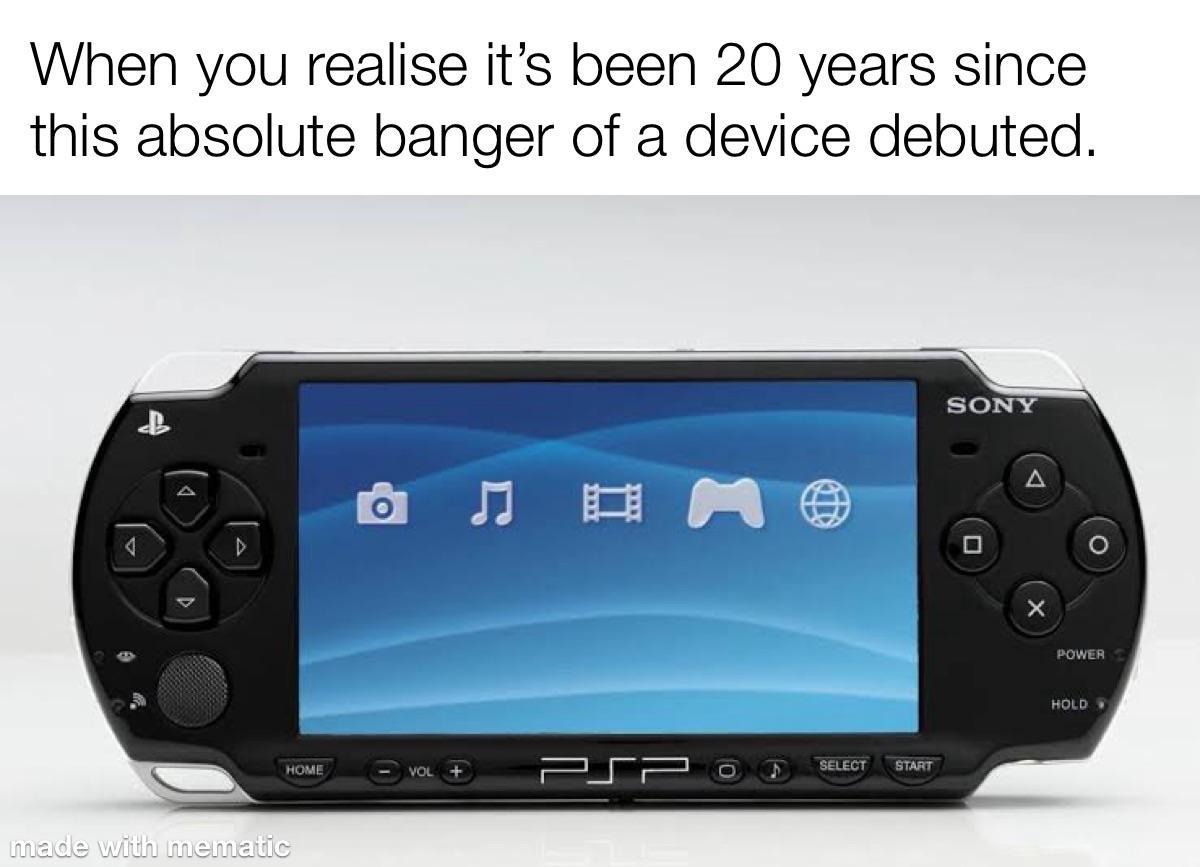 When you realise it’s been 20 years since
this absolute banger of a device debuted.
SONY
POWER
HOLD
HOME
VOL
PSP
SELECT
START
made with mematic